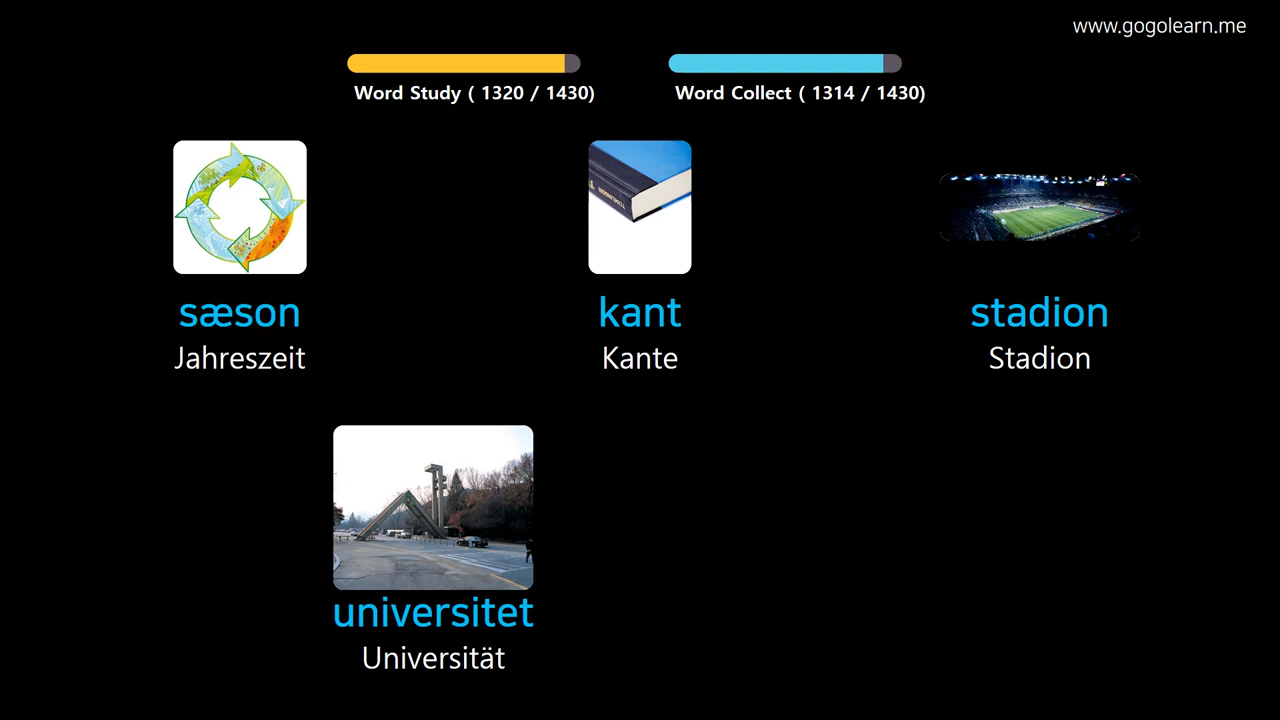 www.gogolearn.me
Word Study ( 1320 / 1430)
Word Collect ( 1314 / 1430)
sæson
Jahreszeit
kant
Kante
stadion
Stadion
universitet
Universität